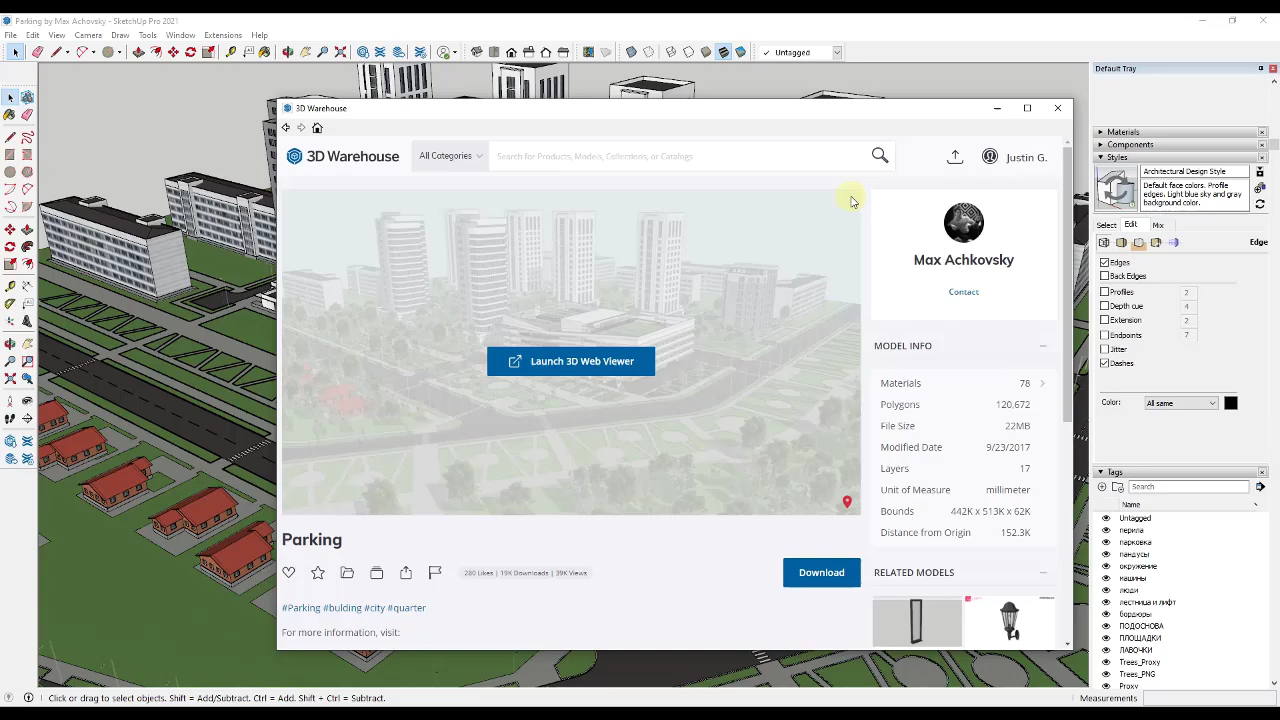 Parking by Max Achovsky - SketchUp Pro 2021
File Edit View Camera Draw Tools Window Extensions Help
Untagged
3D Warehouse
3D Warehouse
All Categories
Search for Products, Models, Collections, or Catalogs
Justin G.
Launch 3D Web Viewer
Max Achkovsky
Contact
MODEL INFO
Materials 78
Polygons 120,672
File Size 22MB
Modified Date 9/23/2017
Layers 17
Unit of Measure millimeter
Bounds 442K x 513K x 62K
Distance from Origin 152.3K
Parking
280 Likes | 19K Downloads | 39K Views
Download
RELATED MODELS
#Parking #bulding #city #quarter
For more information, visit:
Default Tray
Materials
Components
Styles
Architectural Design Style
Default face colors. Profile
edges. Light blue sky and gray
background color.
Select Edit Mix
Edge
Edges
Back Edges
Profiles 2
Depth cue 4
Extension 2
Endpoints 7
Jitter
Dashes
Color: All same
Tags
Search
Name
Untagged
перила
парковка
пандусы
окружение
машины
люди
лестница и лифт
бордюры
ПОДОСНОВА
ПЛОЩАДКИ
ЛАВОЧКИ
Trees_Proxy
Trees_PNG
Proxy
Click or drag to select objects. Shift = Add/Subtract. Ctrl = Add. Shift + Ctrl = Subtract.
Measurements